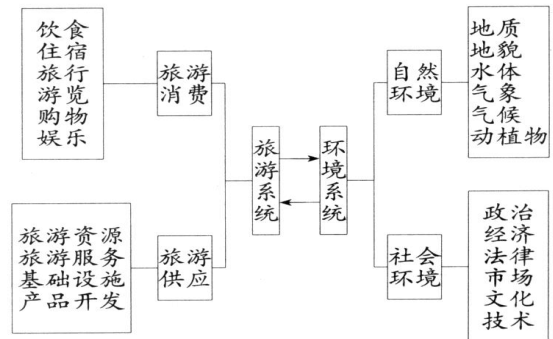 饮食
住宿
旅行
游览
购物
娱乐
旅游
消费
旅游资源
旅游服务
基础设施
产品开发
旅游
供应
旅游系统
环境系统
自然
环境
地质
地貌
水体
气象
气候
动植物
社会
环境
政治
经济
法律
市场
文化
技术